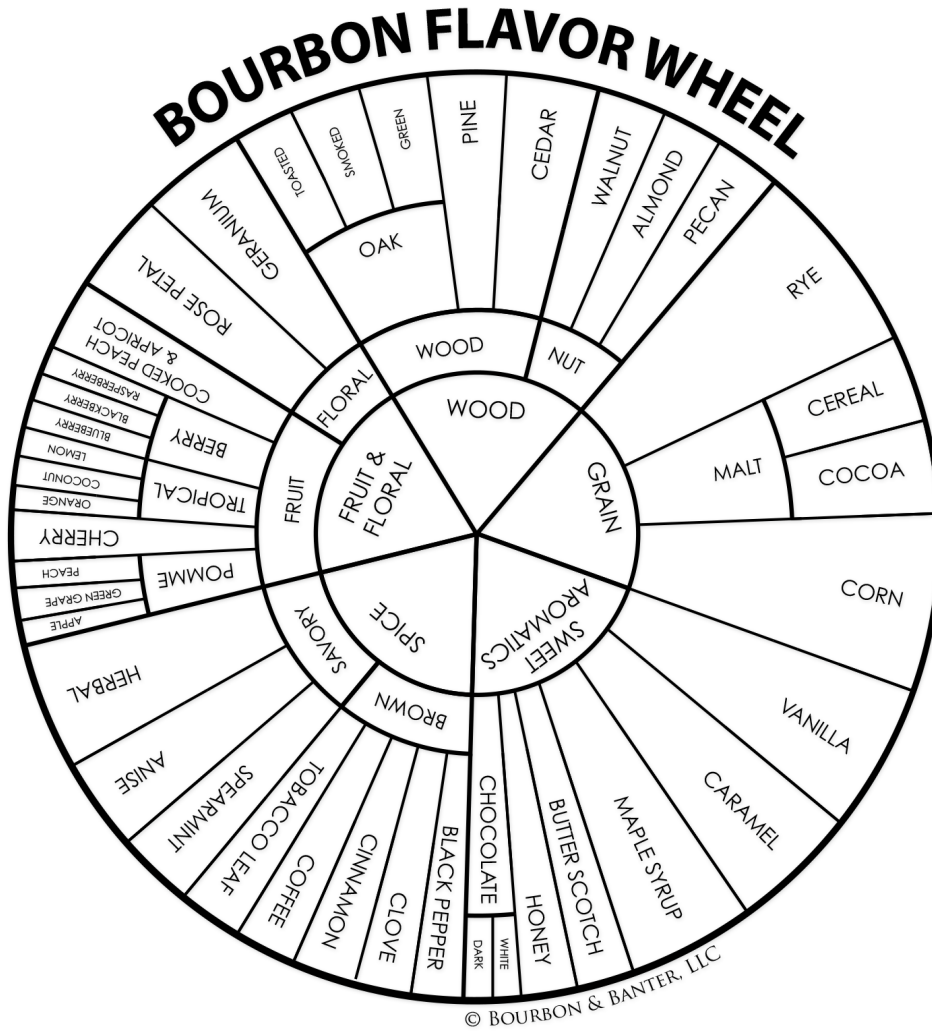 BOURBON FLAVOR WHEEL
WOOD
WOOD
OAK
TOASTED
SMOKED
GREEN
PINE
CEDAR
NUT
WALNUT
ALMOND
PECAN
GRAIN
RYE
MALT
CEREAL
COCOA
CORN
SWEET
AROMATICS
VANILLA
CARAMEL
MAPLE SYRUP
BUTTER SCOTCH
HONEY
CHOCOLATE
WHITE
DARK
SPICE
BROWN
BLACK PEPPER
CLOVE
CINNAMON
COFFEE
TOBACCO LEAF
SAVORY
SPEARMINT
ANISE
HERBAL
FRUIT &
FLORAL
FRUIT
POMME
APPLE
GREEN GRAPE
PEACH
CHERRY
TROPICAL
ORANGE
COCONUT
LEMON
BERRY
BLUEBERRY
BLACKBERRY
RASPERBERRY
COOKED PEACH
& APRICOT
FLORAL
ROSE PETAL
GERANIUM
© BOURBON & BANTER, LLC